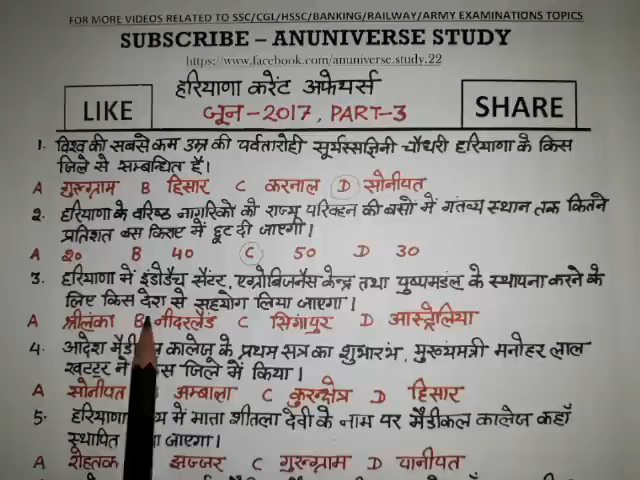 FOR MORE VIDEOS RELATED TO SSC/CGL/HSSC/BANKING/RAILWAY/ARMY EXAMINATIONS TOPICS
SUBSCRIBE – ANUNIVERSE STUDY
https://www.facebook.com/anuniverse.study.22
हरियाणा करेंट अफेयर्स
LIKE
जून - 2017, PART-3
SHARE
1. विश्व की सबसे कम उम्र की पर्वतारोही चौधरी हरियाणा के किस
जिले से सम्बन्धित है।
A गुरुग्राम B हिसार C करनाल D सोनीपत
2. हरियाणा के वरिष्ठ नागरिकों को राज्य परिवहन की बसों में गंतव्य स्थान तक कितने
प्रतिशत बस किराए में छूट दी जाएगी।
A 20 B 40 C 50 D 30
3. हरियाणा में इंडोडैच सैंटर, एग्रोबिजनैस केन्द्र तथा पुष्पमंडल के स्थापना करने के
लिए किस देश से सहयोग लिया जाएगा।
A श्रीलंका B नीदरलैंड C सिंगापुर D आस्ट्रेलिया
4. आदेश कालेज के प्रथम सत्र का शुभारंभ, मुख्यमंत्री मनोहर लाल
खट्टर ने जिले में किया।
A सोनीपत अम्बाला C कुरुक्षेत्र D हिसार
5. हरियाणा में माता शीतला देवी के नाम पर मैडीकल कालेज कहाँ
स्थापित जाएगा।
A रोहतक झज्जर C गुरुग्राम D पानीपत